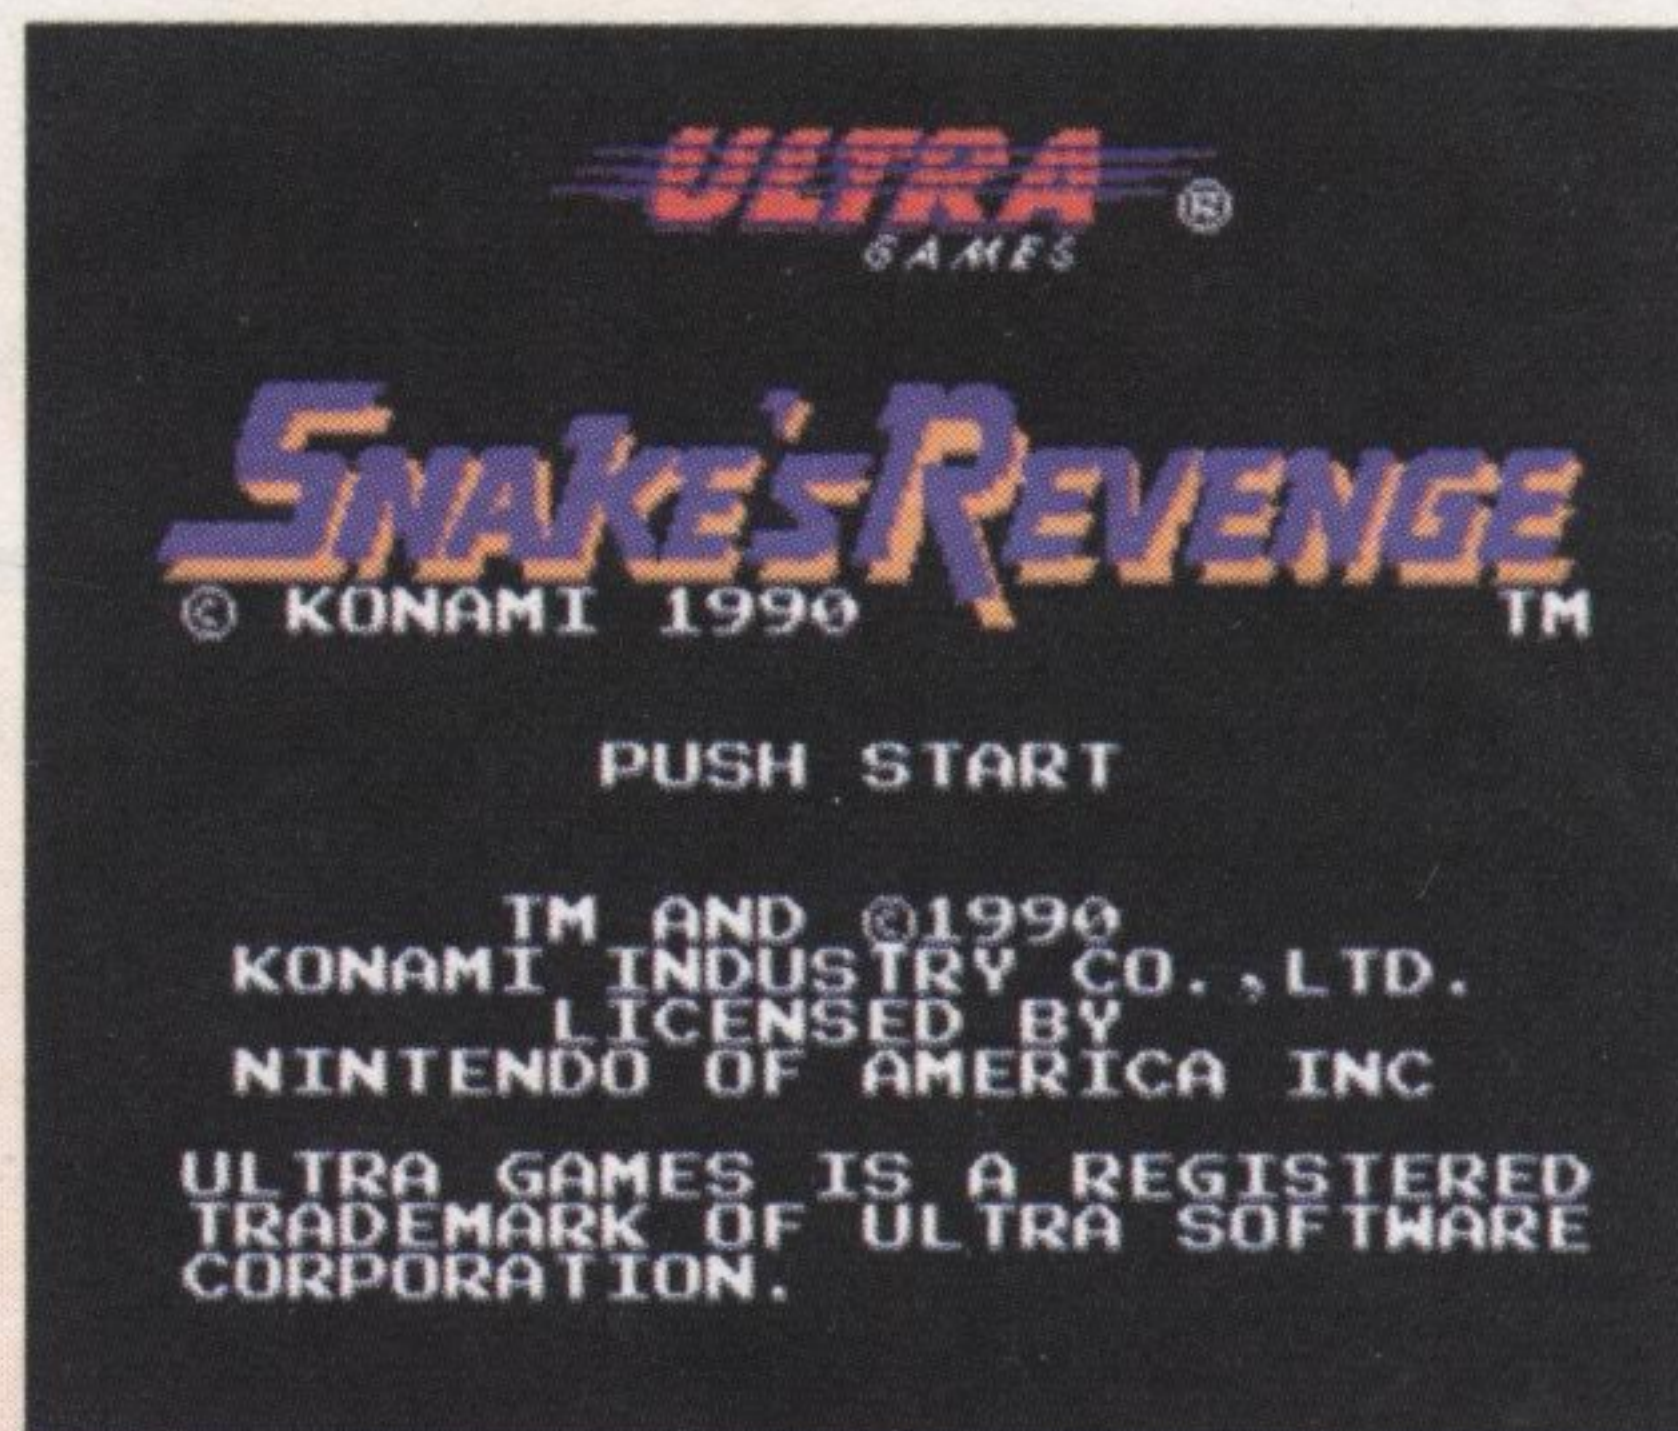 ULTRA ®
GAMES
SNAKE'S REVENGE
© KONAMI 1990 TM
PUSH START
TM AND ©1990
KONAMI INDUSTRY CO.,LTD.
LICENSED BY
NINTENDO OF AMERICA INC
ULTRA GAMES IS A REGISTERED
TRADEMARK OF ULTRA SOFTWARE
CORPORATION.